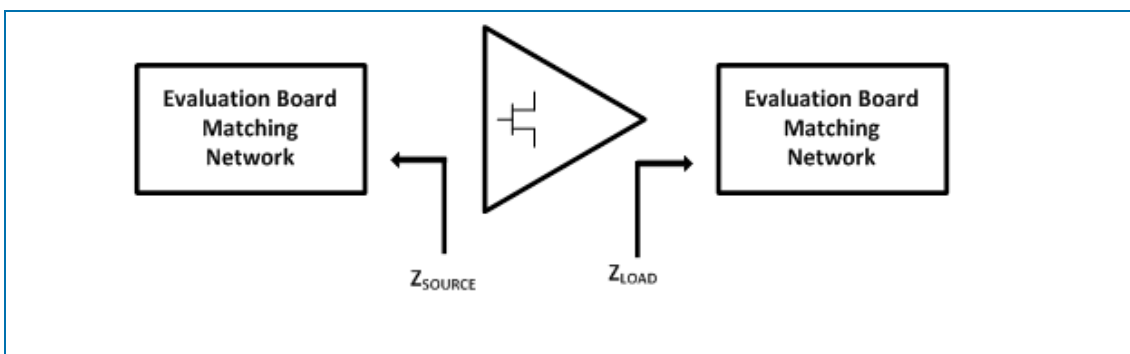 Evaluation Board
Matching
Network
Evaluation Board
Matching
Network
ZSOURCE
ZLOAD